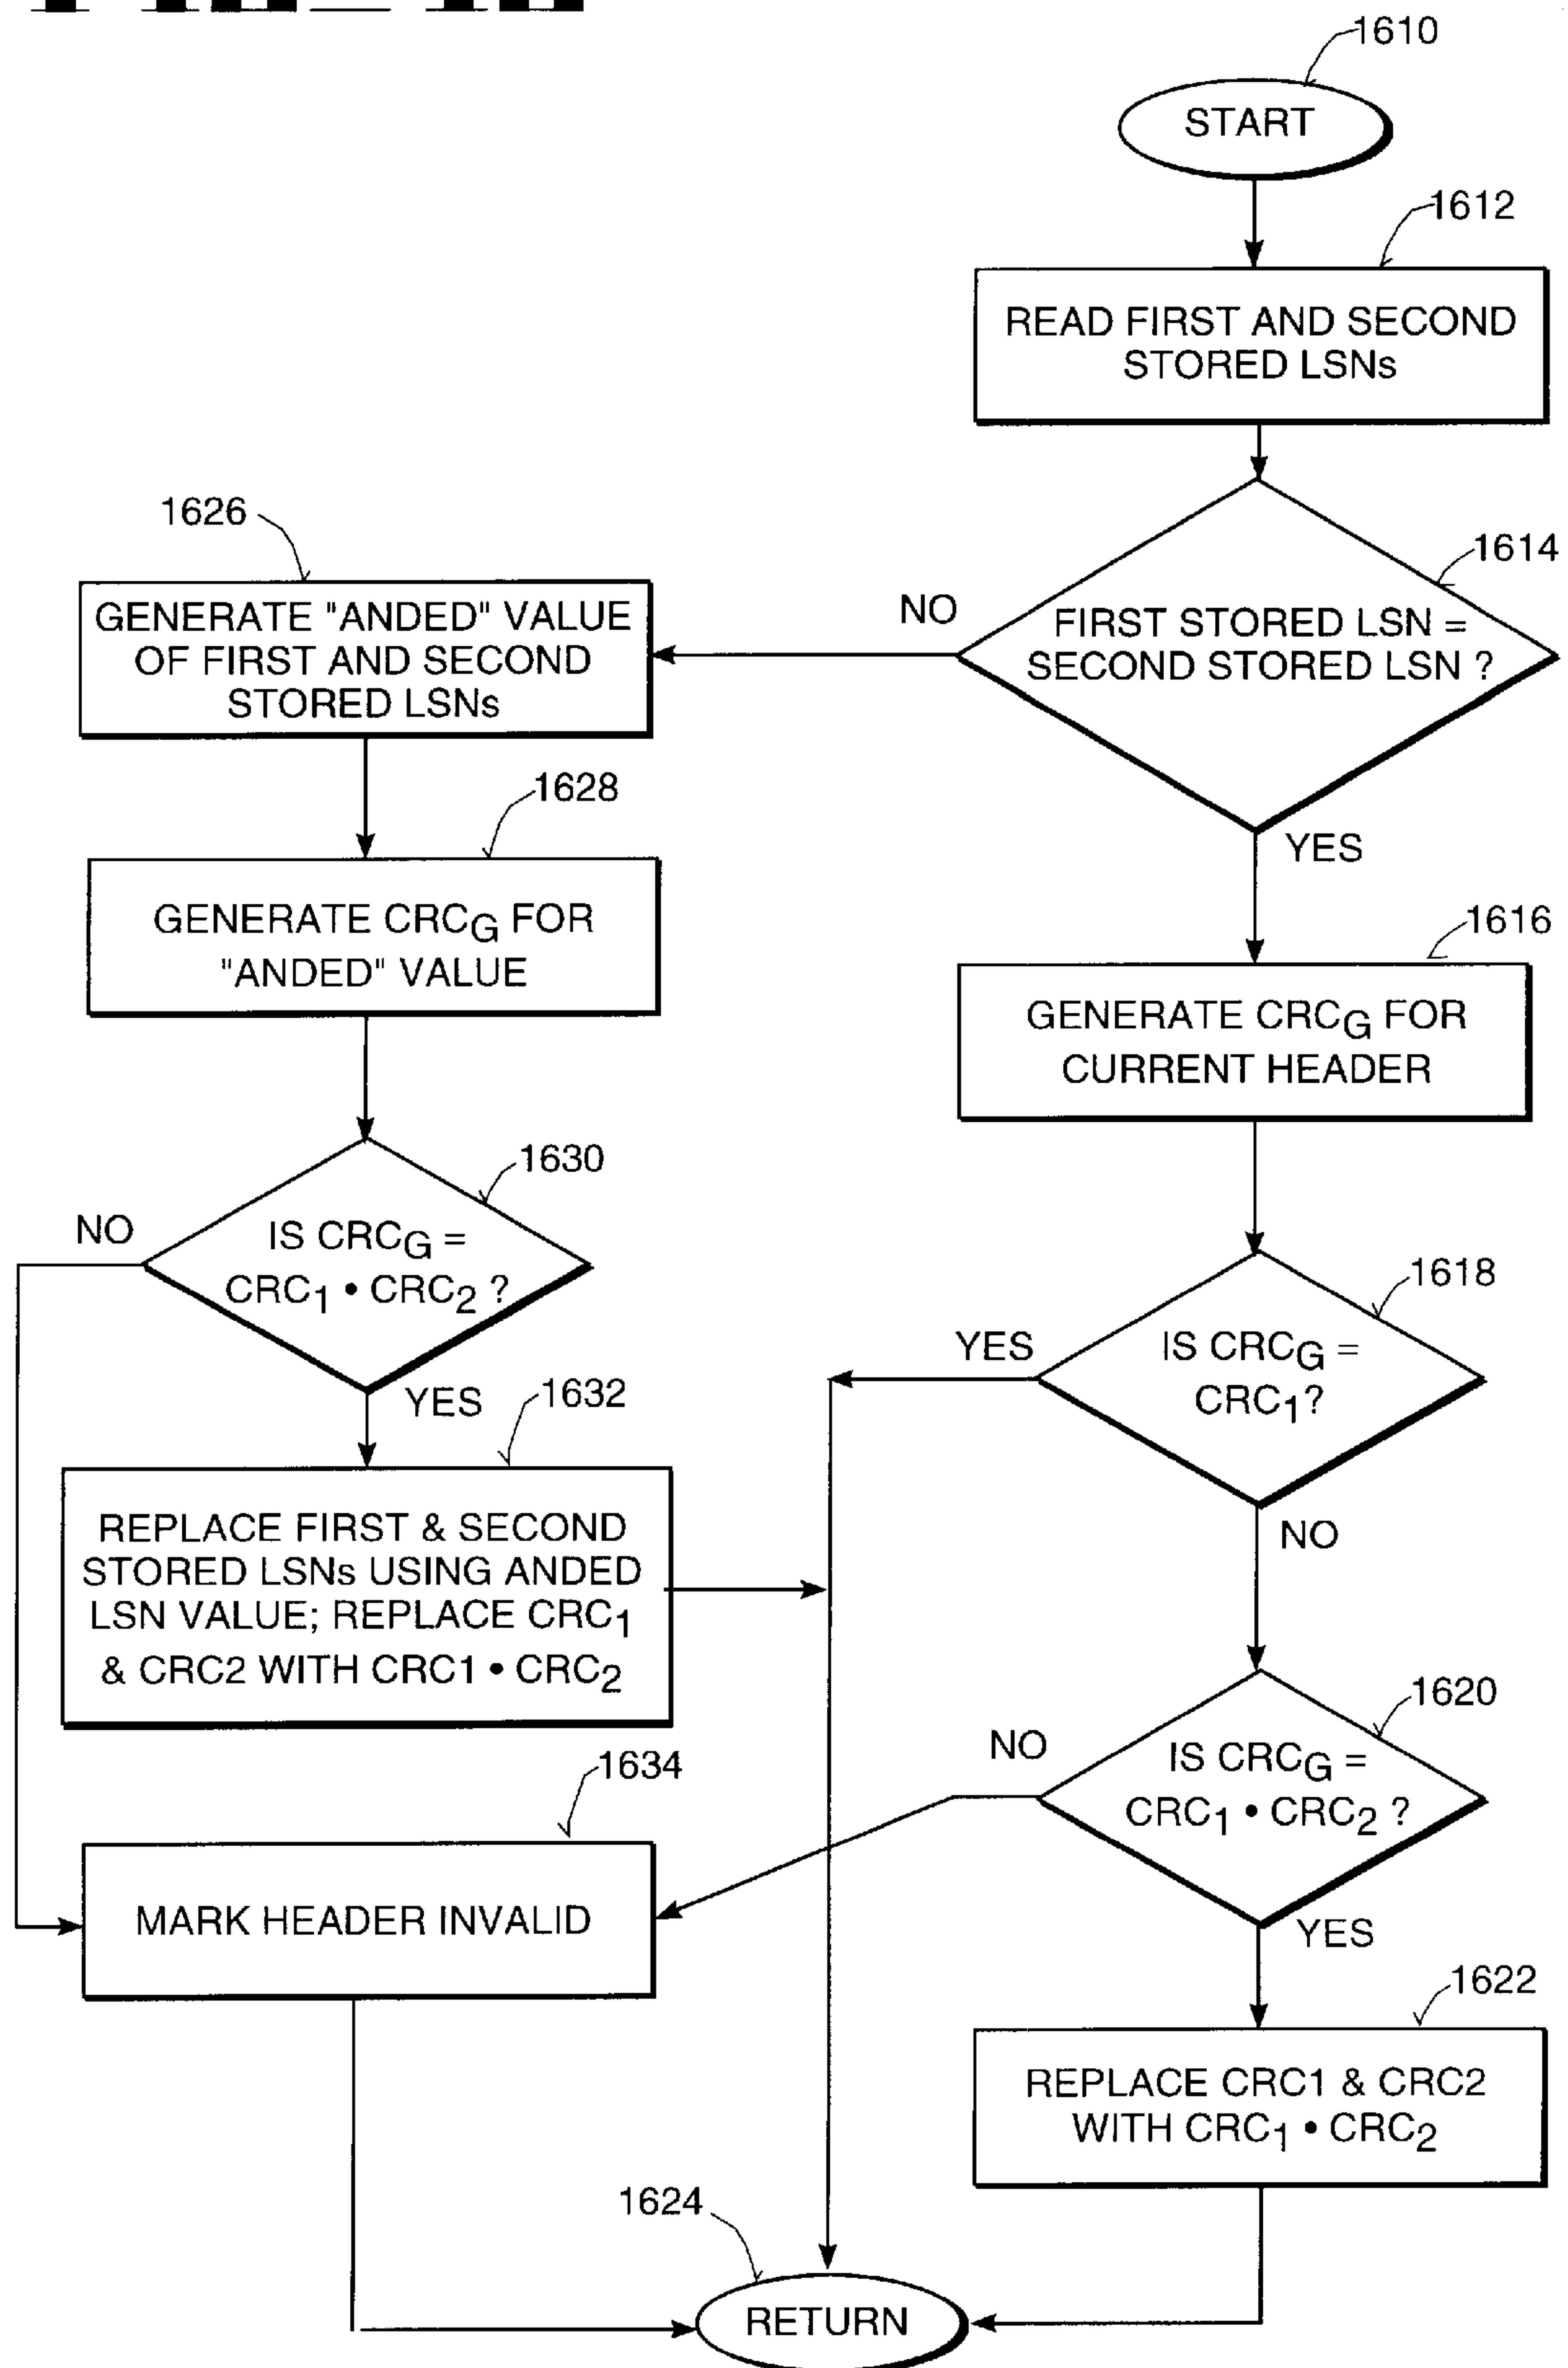 1610
START
1612
READ FIRST AND SECOND
STORED LSNs
1614
FIRST STORED LSN =
SECOND STORED LSN ?
NO
YES
1626
GENERATE "ANDED" VALUE
OF FIRST AND SECOND
STORED LSNs
1628
GENERATE CRCG FOR
"ANDED" VALUE
1616
GENERATE CRCG FOR
CURRENT HEADER
1630
IS CRCG =
CRC1 • CRC2 ?
NO
YES
1618
IS CRCG =
CRC1?
YES
NO
1632
REPLACE FIRST & SECOND
STORED LSNs USING ANDED
LSN VALUE; REPLACE CRC1
& CRC2 WITH CRC1 • CRC2
1620
IS CRCG =
CRC1 • CRC2 ?
NO
YES
1634
MARK HEADER INVALID
1622
REPLACE CRC1 & CRC2
WITH CRC1 • CRC2
1624
RETURN